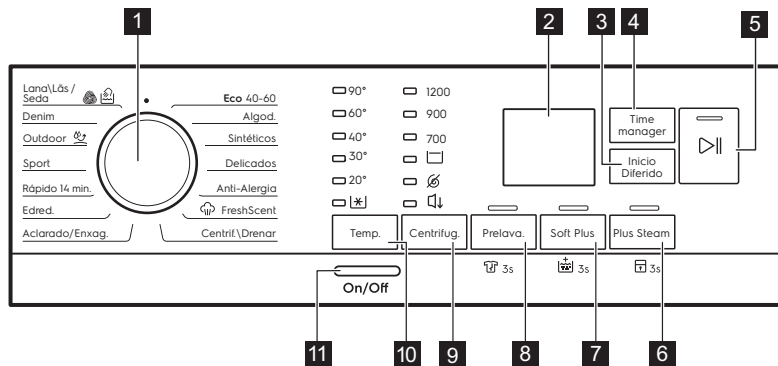 1
2
3
4
5
Lana\Lãs /
Seda
Denim
Outdoor
Sport
Rápido 14 min.
Edred.
Aclarado/Enxag.
Eco 40-60
Algod.
Sintéticos
Delicados
Anti-Alergia
FreshScent
Centrif.\Drenar
90°
60°
40°
30°
20°
1200
900
700
Time
manager
Inicio
Diferido
Temp.
Centrifug.
Prelava.
Soft Plus
Plus Steam
3s
3s
3s
On/Off
11
10
9
8
7
6